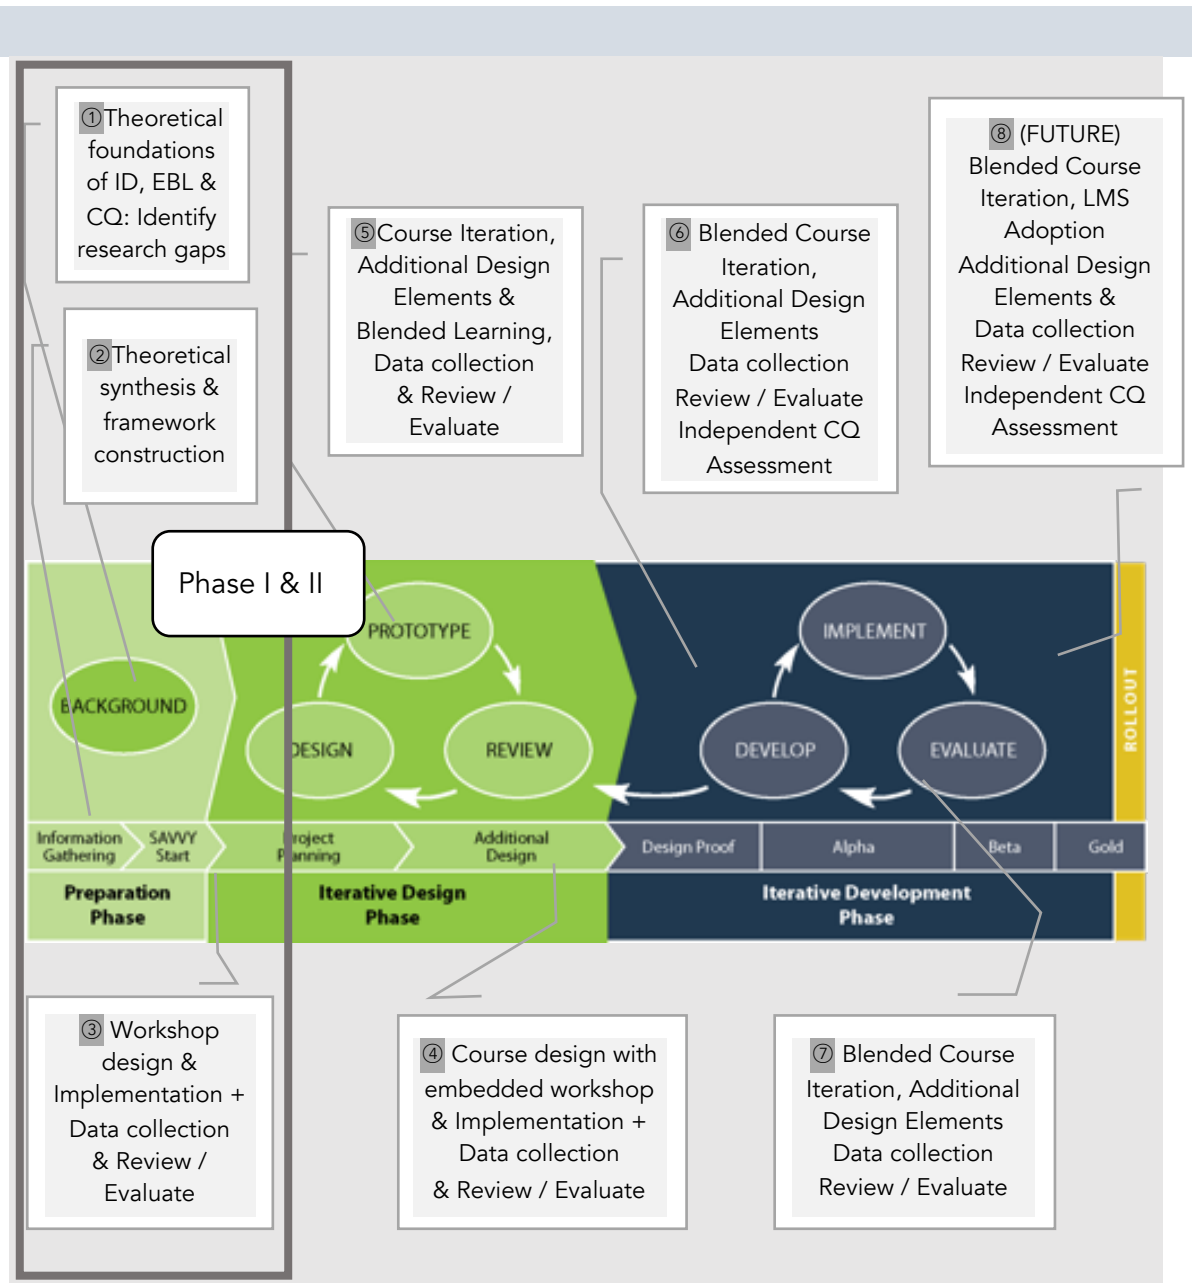 ①Theoretical
foundations
of ID, EBL &
CQ: Identify
research gaps
②Theoretical
synthesis &
framework
construction
⑤Course Iteration,
Additional Design
Elements &
Blended Learning,
Data collection
& Review /
Evaluate
⑥ Blended Course
Iteration,
Additional Design
Elements
Data collection
Review / Evaluate
Independent CQ
Assessment
⑧ (FUTURE)
Blended Course
Iteration, LMS
Adoption
Additional Design
Elements &
Data collection
Review / Evaluate
Independent CQ
Assessment
Phase I & II
BACKGROUND
PROTOTYPE
DESIGN
REVIEW
IMPLEMENT
DEVELOP
EVALUATE
ROLLOUT
Information
Gathering
SAVVY
Start
Project
Planning
Additional
Design
Design Proof
Alpha
Beta
Gold
Preparation
Phase
Iterative Design
Phase
Iterative Development
Phase
③ Workshop
design &
Implementation +
Data collection
& Review /
Evaluate
④ Course design with
embedded workshop
& Implementation +
Data collection
& Review / Evaluate
⑦ Blended Course
Iteration, Additional
Design Elements
Data collection
Review / Evaluate